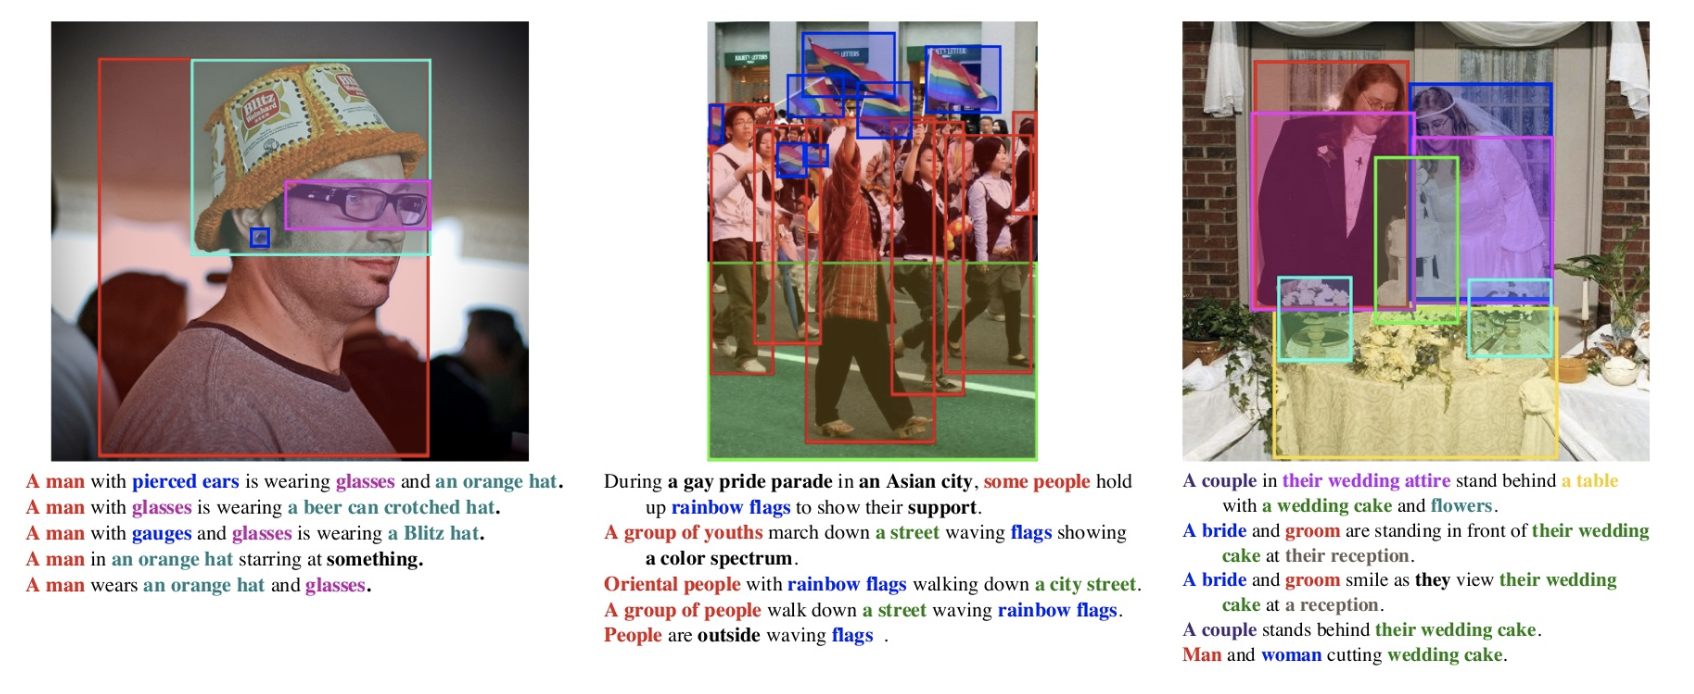 Blitz
Weinhard
A man with pierced ears is wearing glasses and an orange hat.
A man with glasses is wearing a beer can crotched hat.
A man with gauges and glasses is wearing a Blitz hat.
A man in an orange hat starring at something.
A man wears an orange hat and glasses.
During a gay pride parade in an Asian city, some people hold
up rainbow flags to show their support.
A group of youths march down a street waving flags showing
a color spectrum.
Oriental people with rainbow flags walking down a city street.
A group of people walk down a street waving rainbow flags.
People are outside waving flags .
A couple in their wedding attire stand behind a table
with a wedding cake and flowers.
A bride and groom are standing in front of their wedding
cake at their reception.
A bride and groom smile as they view their wedding
cake at a reception.
A couple stands behind their wedding cake.
Man and woman cutting wedding cake.